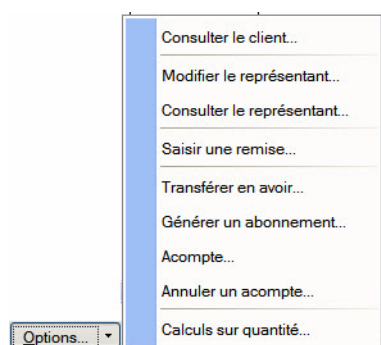 Consulter le client...
Modifier le représentant...
Consulter le représentant...
Saisir une remise...
Transférer en avoir...
Générer un abonnement...
Acompte...
Annuler un acompte...
Calculs sur quantité...
Options...